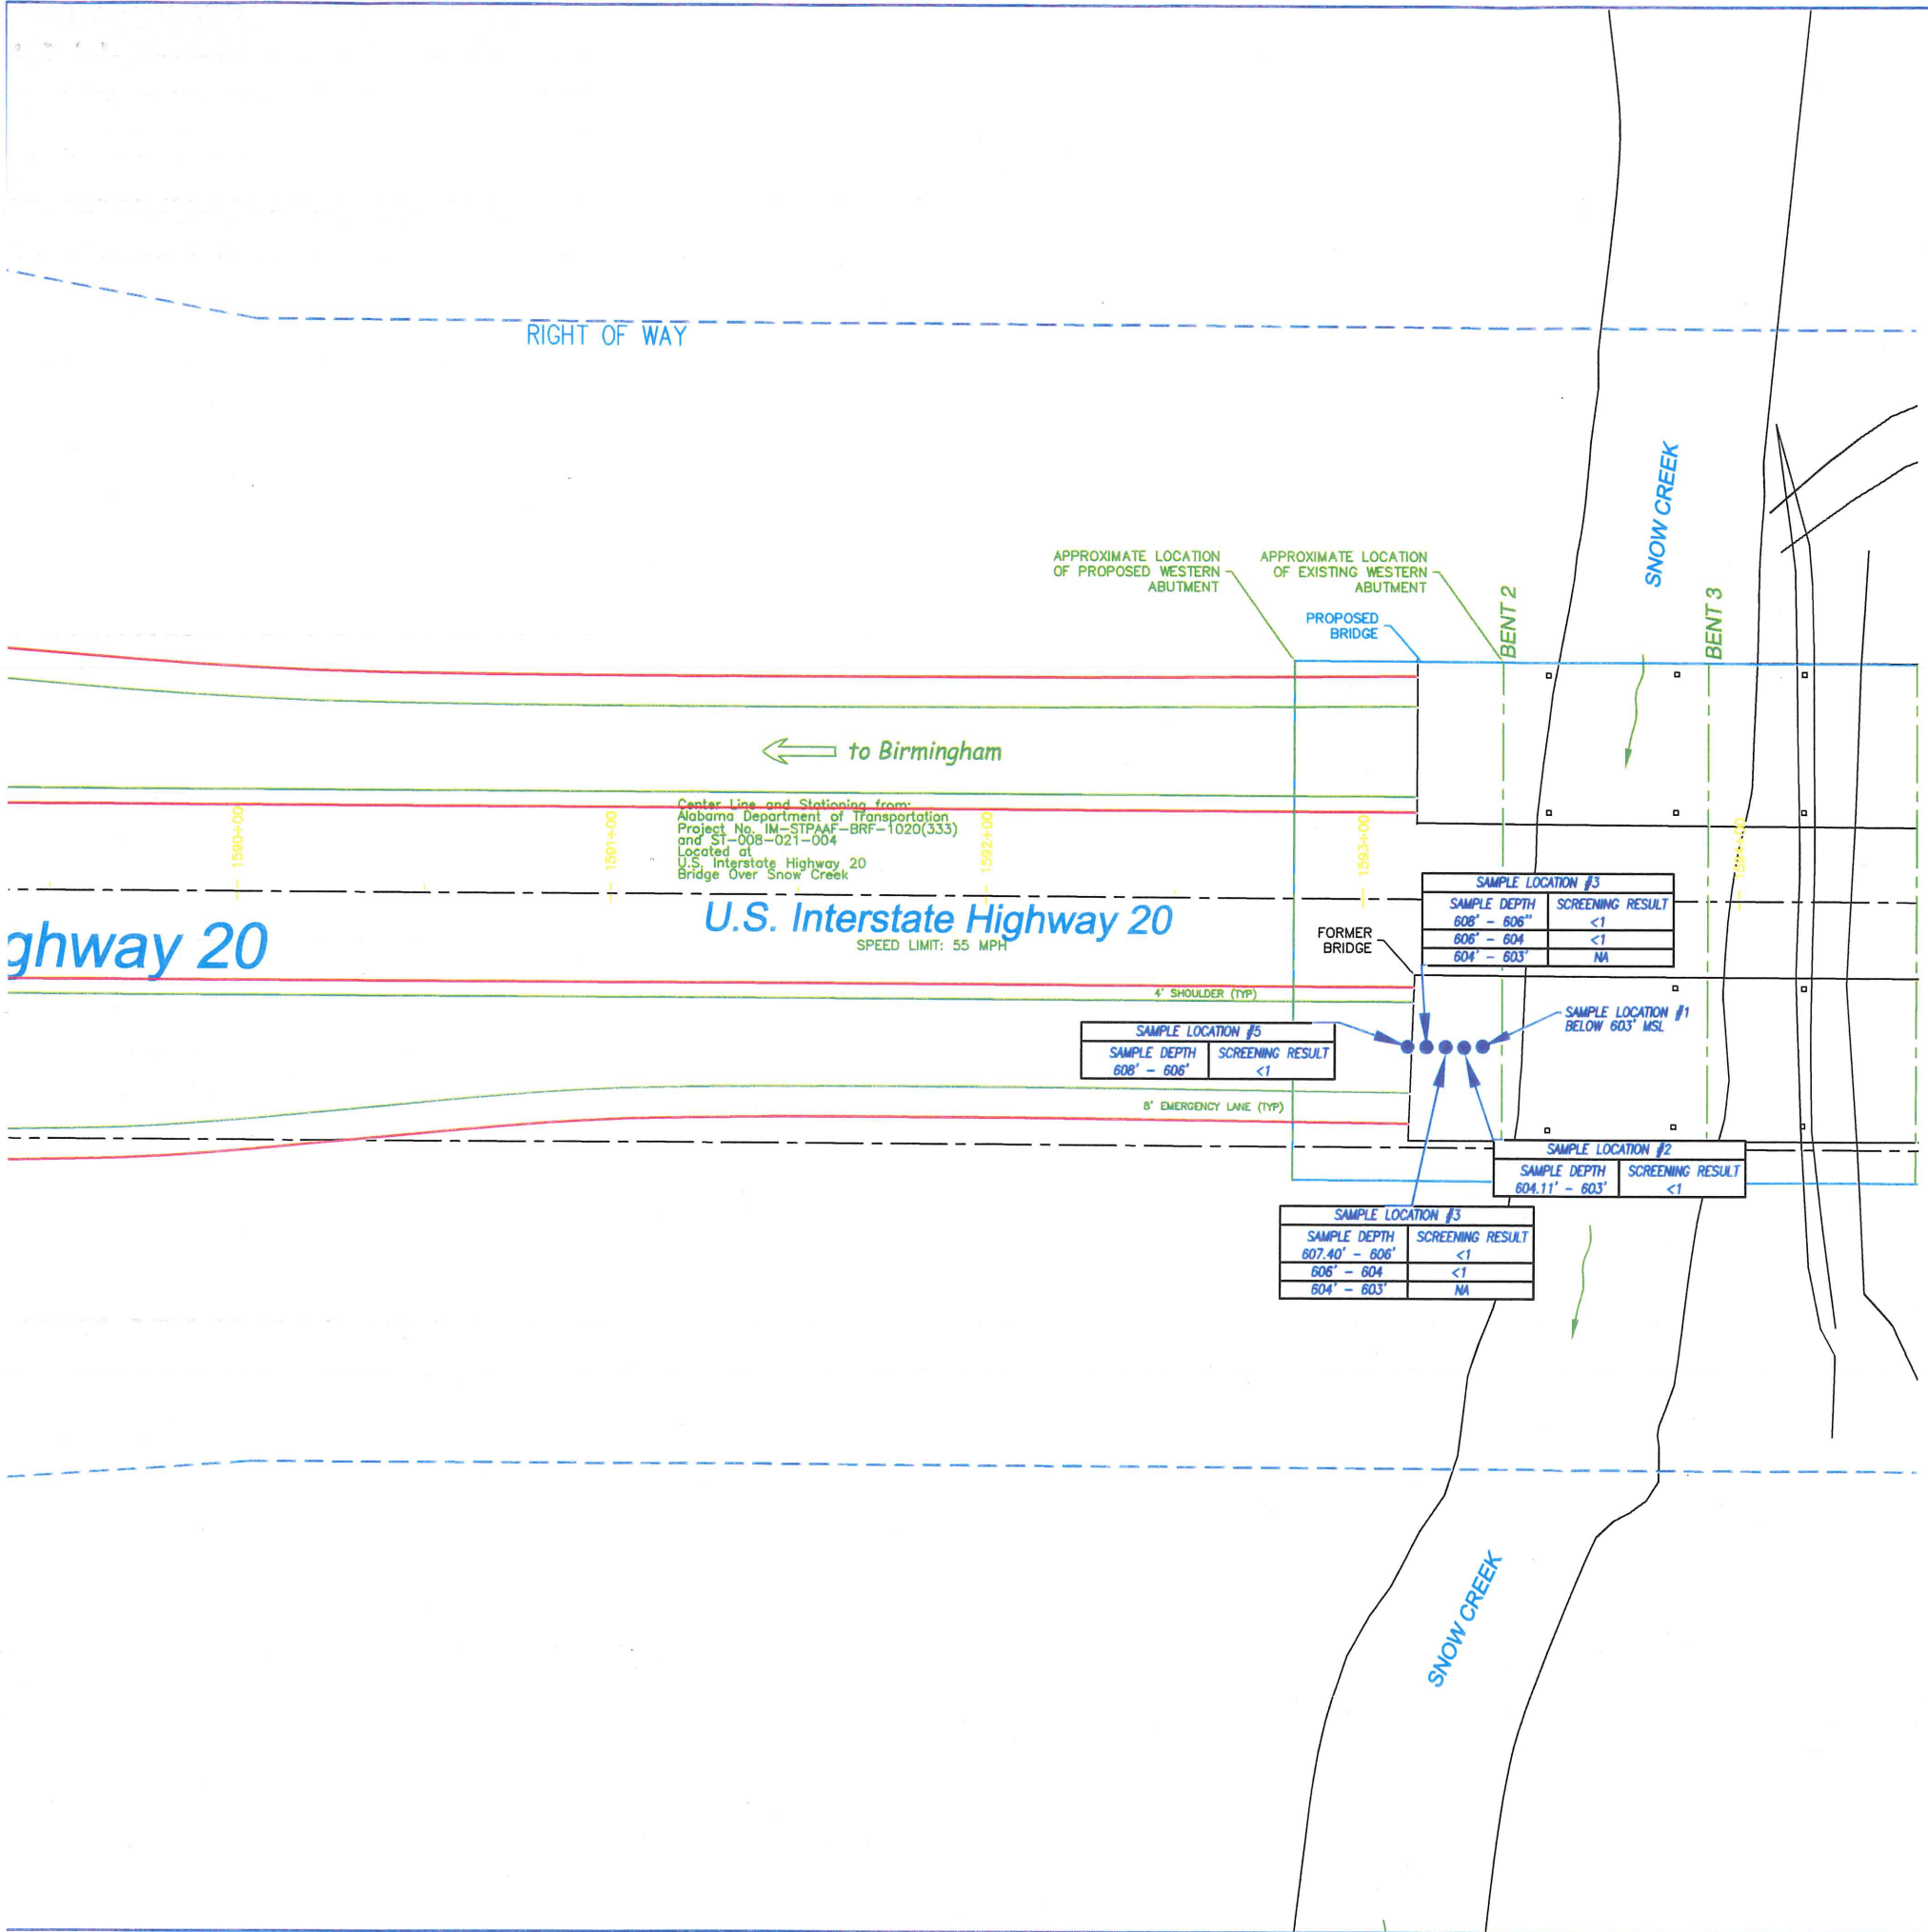 RIGHT OF WAY
SNOW CREEK
APPROXIMATE LOCATION
OF PROPOSED WESTERN
ABUTMENT
APPROXIMATE LOCATION
OF EXISTING WESTERN
ABUTMENT
PROPOSED
BRIDGE
BENT 2
BENT 3
to Birmingham
Center Line and Stationing from:
Alabama Department of Transportation
Project No. IM-STPAAF-BRF-1020(333)
and ST-008-021-004
Located at
U.S. Interstate Highway 20
Bridge Over Snow Creek
1590+00
1591+00
1592+00
1593+00
1594+00
ghway 20
U.S. Interstate Highway 20
SPEED LIMIT: 55 MPH
FORMER
BRIDGE
SAMPLE LOCATION #3
SAMPLE DEPTH SCREENING RESULT
608' - 606" <1
606' - 604 <1
604' - 603' NA
4' SHOULDER (TYP)
SAMPLE LOCATION #1
BELOW 603' MSL
SAMPLE LOCATION #5
SAMPLE DEPTH SCREENING RESULT
608' - 606' <1
8' EMERGENCY LANE (TYP)
SAMPLE LOCATION #2
SAMPLE DEPTH SCREENING RESULT
604.11' - 603' <1
SAMPLE LOCATION #3
SAMPLE DEPTH SCREENING RESULT
607.40' - 606' <1
606' - 604 <1
604' - 603' NA
SNOW CREEK